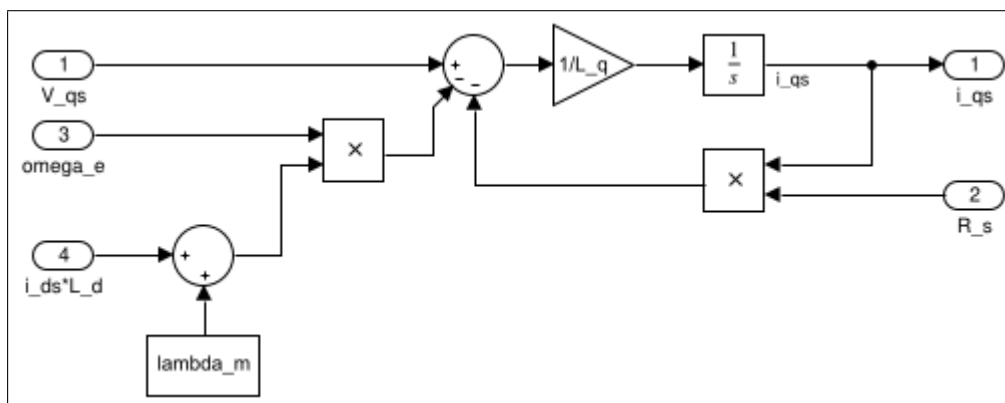 1
V_qs
3
omega_e
4
i_ds*L_d
lambda_m
+
−
−
+
+
×
1/L_q
1
s
i_qs
×
1
i_qs
2
R_s